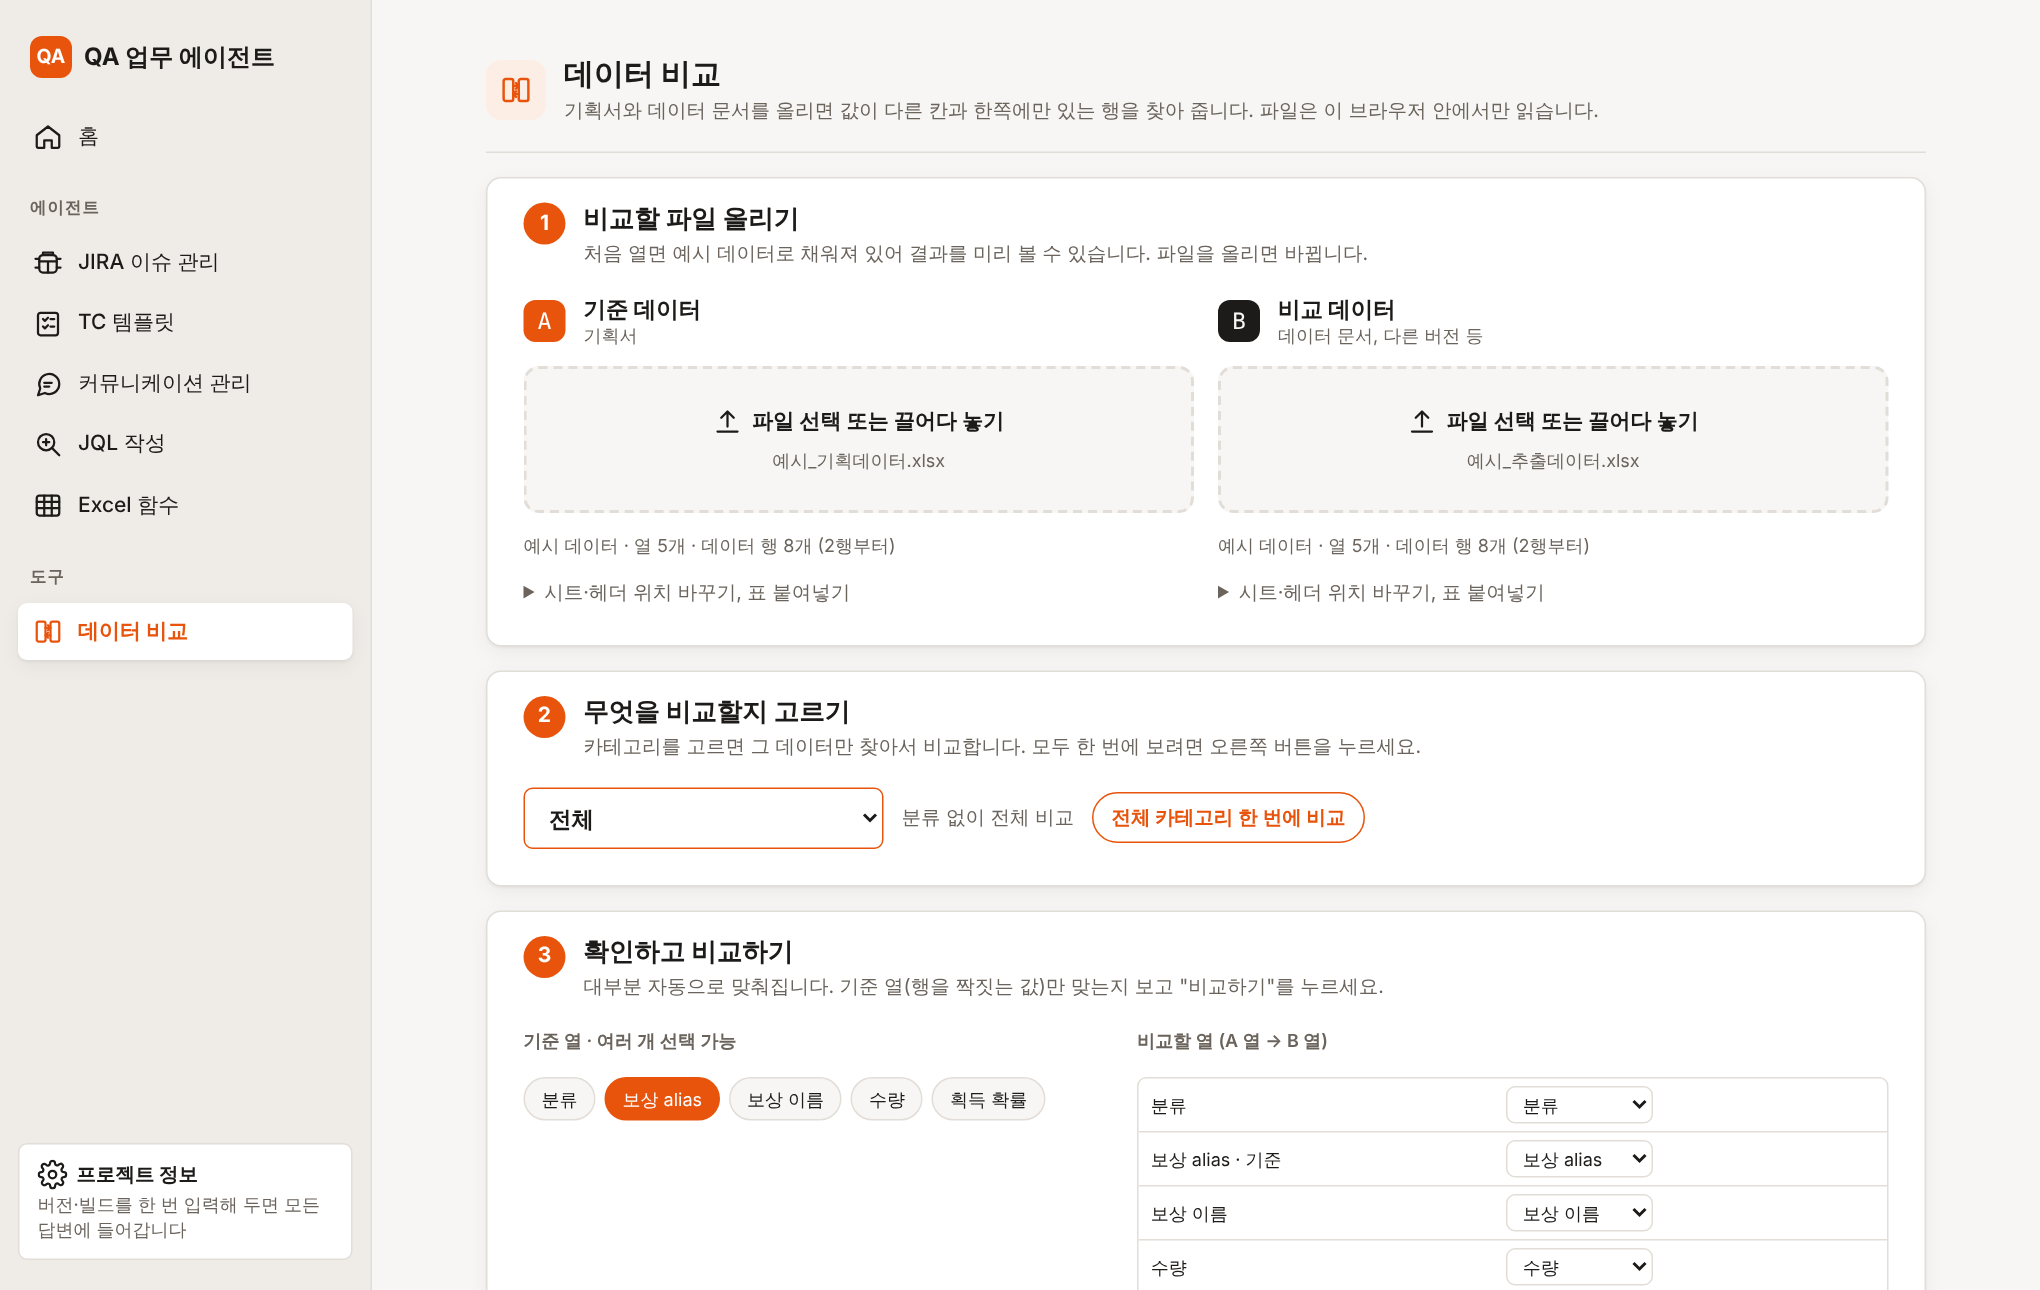 QA QA 업무 에이전트
홈
에이전트
JIRA 이슈 관리
TC 템플릿
커뮤니케이션 관리
JQL 작성
Excel 함수
도구
데이터 비교
프로젝트 정보
버전·빌드를 한 번 입력해 두면 모든
답변에 들어갑니다
데이터 비교
기획서와 데이터 문서를 올리면 값이 다른 칸과 한쪽에만 있는 행을 찾아 줍니다. 파일은 이 브라우저 안에서만 읽습니다.
1 비교할 파일 올리기
처음 열면 예시 데이터로 채워져 있어 결과를 미리 볼 수 있습니다. 파일을 올리면 바뀝니다.
A 기준 데이터
기획서
파일 선택 또는 끌어다 놓기
예시_기획데이터.xlsx
예시 데이터 · 열 5개 · 데이터 행 8개 (2행부터)
▶ 시트·헤더 위치 바꾸기, 표 붙여넣기
B 비교 데이터
데이터 문서, 다른 버전 등
파일 선택 또는 끌어다 놓기
예시_추출데이터.xlsx
예시 데이터 · 열 5개 · 데이터 행 8개 (2행부터)
▶ 시트·헤더 위치 바꾸기, 표 붙여넣기
2 무엇을 비교할지 고르기
카테고리를 고르면 그 데이터만 찾아서 비교합니다. 모두 한 번에 보려면 오른쪽 버튼을 누르세요.
전체 분류 없이 전체 비교 전체 카테고리 한 번에 비교
3 확인하고 비교하기
대부분 자동으로 맞춰집니다. 기준 열(행을 짝짓는 값)만 맞는지 보고 "비교하기"를 누르세요.
기준 열 · 여러 개 선택 가능
분류 보상 alias 보상 이름 수량 획득 확률
비교할 열 (A 열 → B 열)
분류 분류
보상 alias · 기준 보상 alias
보상 이름 보상 이름
수량 수량